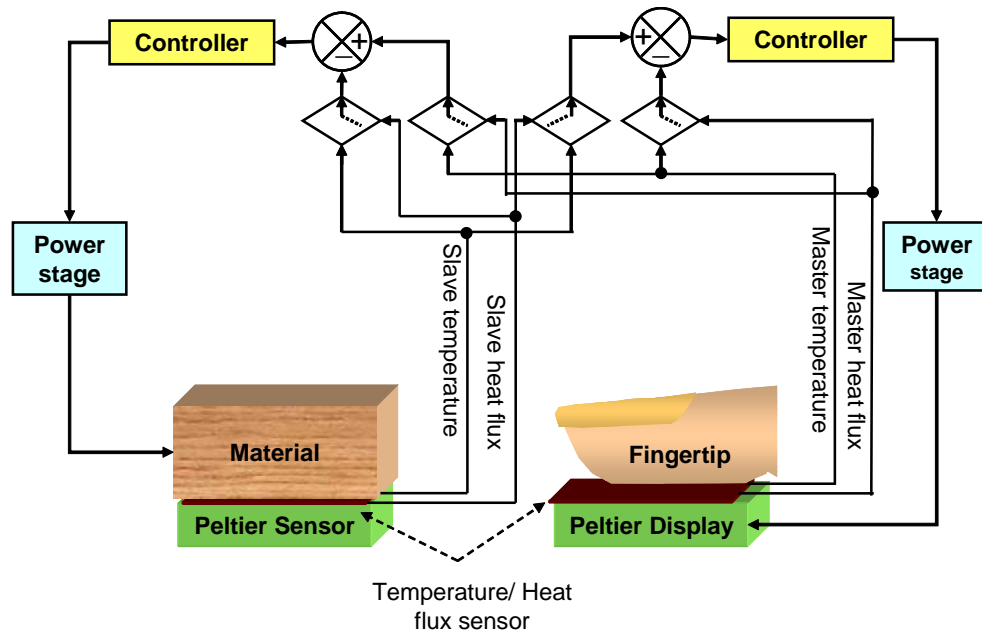 Controller
+
−
+
−
Controller
Power
stage
Power
stage
Slave temperature
Slave heat flux
Master temperature
Master heat flux
Material
Fingertip
Peltier Sensor
Peltier Display
Temperature/ Heat
flux sensor